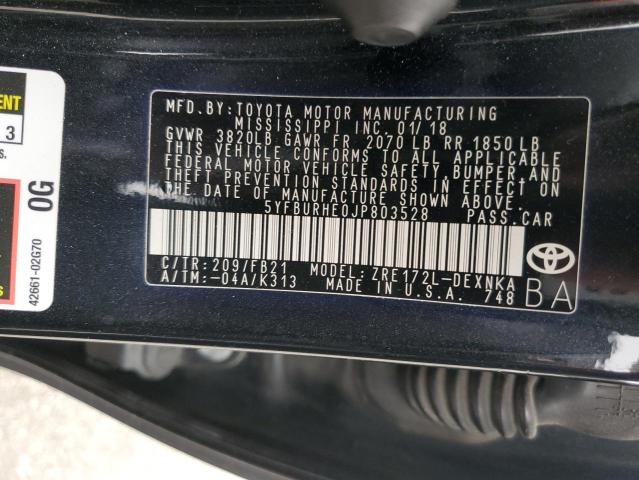 ENT
3
s.
0G
42661-02G70
MFD.BY:TOYOTA MOTOR MANUFACTURING
MISSISSIPPI INC. 01/18
GVWR 3820LB GAWR FR 2070 LB RR 1850 LB
THIS VEHICLE CONFORMS TO ALL APPLICABLE
FEDERAL MOTOR VEHICLE SAFETY,BUMPER,AND
THEFT PREVENTION STANDARDS IN EFFECT ON
THE DATE OF MANUFACTURE SHOWN ABOVE.
5YFBURHE0JP803528 PASS.CAR
C/TR:209/FB21 MODEL:ZRE172L-DEXNKA
A/TM:-04A/K313 MADE IN U.S.A. 748
BA